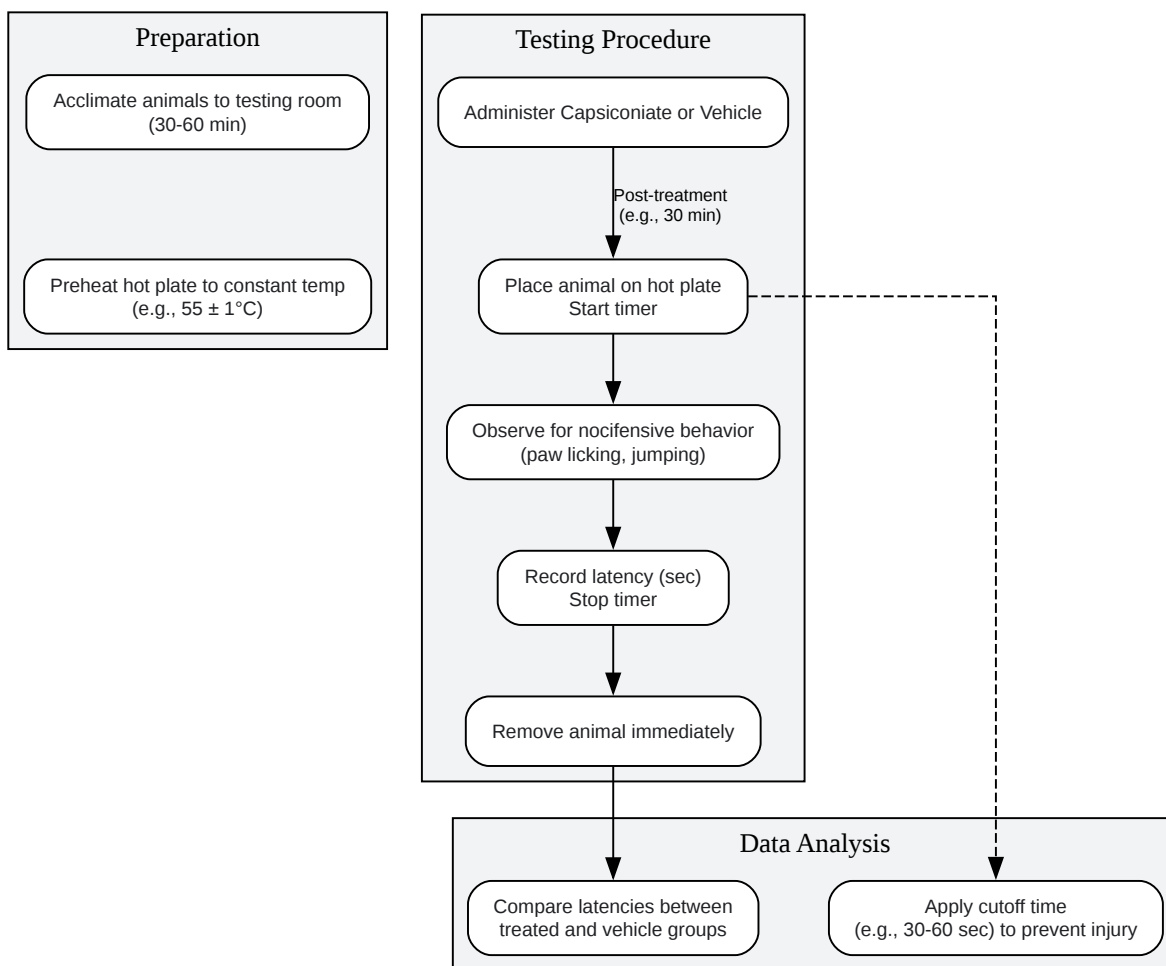 Preparation
Acclimate animals to testing room
(30-60 min)
Preheat hot plate to constant temp
(e.g., 55 ± 1°C)
Testing Procedure
Administer Capsiconiate or Vehicle
Post-treatment
(e.g., 30 min)
Place animal on hot plate
Start timer
Observe for nocifensive behavior
(paw licking, jumping)
Record latency (sec)
Stop timer
Remove animal immediately
Data Analysis
Compare latencies between
treated and vehicle groups
Apply cutoff time
(e.g., 30-60 sec) to prevent injury